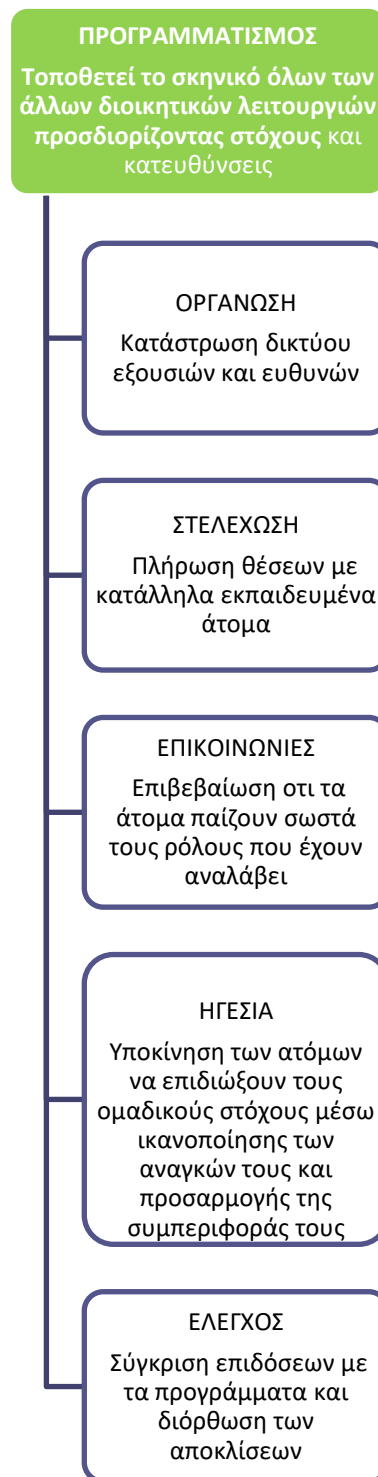 ΠΡΟΓΡΑΜΜΑΤΙΣΜΟΣ
Τοποθετεί το σκηνικό όλων των
άλλων διοικητικών λειτουργιών
προσδιορίζοντας στόχους και
κατευθύνσεις
ΟΡΓΑΝΩΣΗ
Κατάστρωση δικτύου
εξουσιών και ευθυνών
ΣΤΕΛΕΧΩΣΗ
Πλήρωση θέσεων με
κατάλληλα εκπαιδευμένα
άτομα
ΕΠΙΚΟΙΝΩΝΙΕΣ
Επιβεβαίωση οτι τα
άτομα παίζουν σωστά
τους ρόλους που έχουν
αναλάβει
ΗΓΕΣΙΑ
Υποκίνηση των ατόμων
να επιδιώξουν τους
ομαδικούς στόχους μέσω
ικανοποίησης των
αναγκών τους και
προσαρμογής της
συμπεριφοράς τους
ΕΛΕΓΧΟΣ
Σύγκριση επιδόσεων με
τα προγράμματα και
διόρθωση των
αποκλίσεων